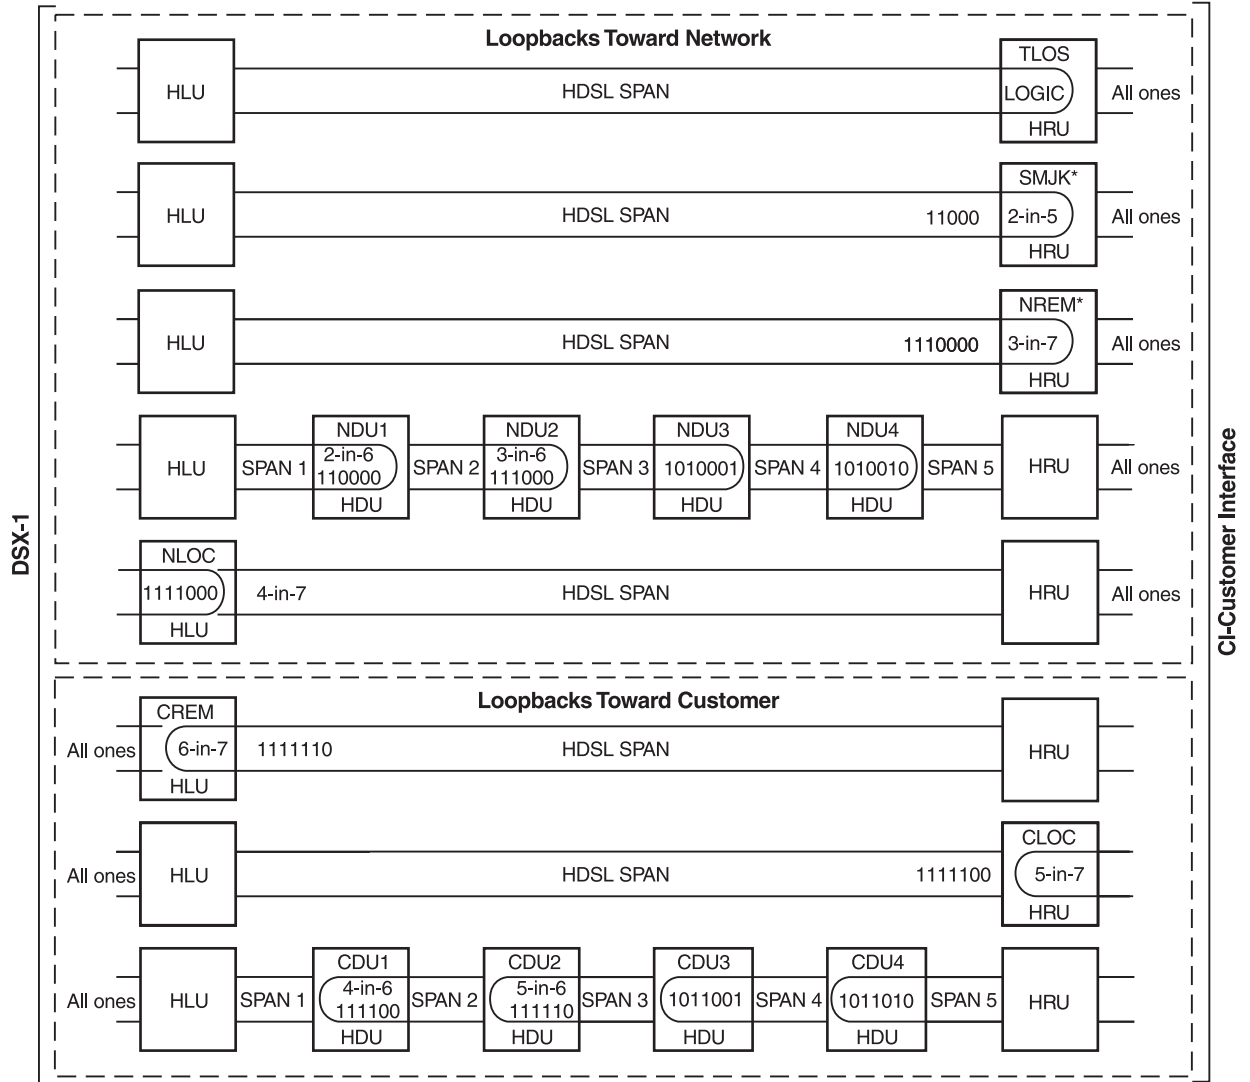 Loopbacks Toward Network
TLOS
HLU HDSL SPAN LOGIC All ones
HRU
SMJK*
HLU HDSL SPAN 11000 2-in-5 All ones
HRU
NREM*
HLU HDSL SPAN 1110000 3-in-7 All ones
HRU
NDU1 NDU2 NDU3 NDU4
2-in-6 3-in-6
HLU SPAN 1 110000 SPAN 2 111000 SPAN 3 1010001 SPAN 4 1010010 SPAN 5 HRU All ones
HDU HDU HDU HDU
NLOC
1111000 4-in-7 HDSL SPAN HRU All ones
HLU
DSX-1
CI-Customer Interface
Loopbacks Toward Customer
CREM
All ones 6-in-7 1111110 HDSL SPAN HRU
HLU
CLOC
All ones HLU HDSL SPAN 1111100 5-in-7
HRU
CDU1 CDU2 CDU3 CDU4
4-in-6 5-in-6
All ones HLU SPAN 1 111100 SPAN 2 111110 SPAN 3 1011001 SPAN 4 1011010 SPAN 5 HRU
HDU HDU HDU HDU